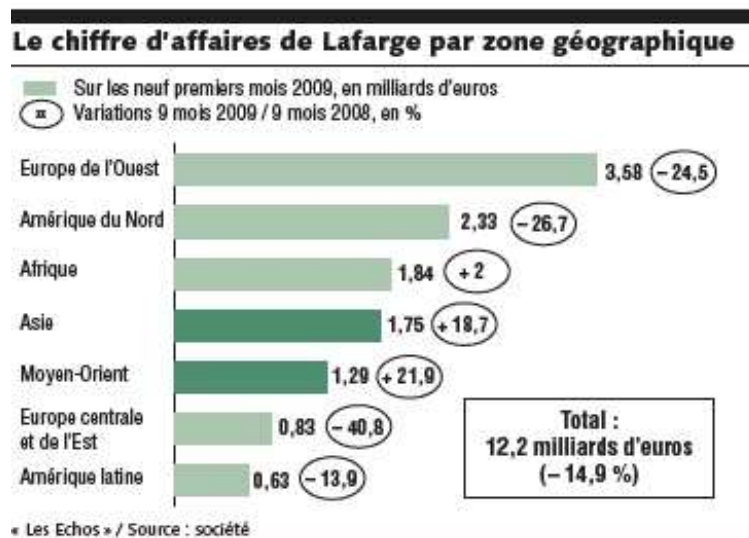 Le chiffre d'affaires de Lafarge par zone géographique
Sur les neuf premiers mois 2009, en milliards d'euros
Variations 9 mois 2009 / 9 mois 2008, en %
Europe de l'Ouest 3,58 – 24,5
Amérique du Nord 2,33 – 26,7
Afrique 1,84 + 2
Asie 1,75 + 18,7
Moyen-Orient 1,29 + 21,9
Europe centrale
et de l'Est 0,83 – 40,8
Amérique latine 0,63 – 13,9
Total :
12,2 milliards d'euros
(– 14,9 %)
« Les Echos » / Source : société